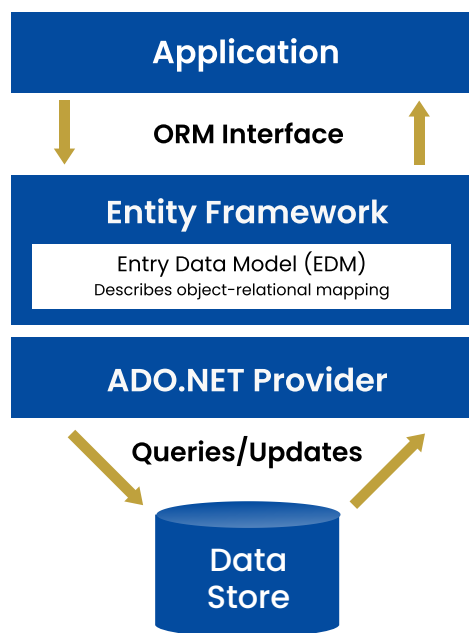 Application
ORM Interface
Entity Framework
Entry Data Model (EDM)
Describes object-relational mapping
ADO.NET Provider
Queries/Updates
Data
Store